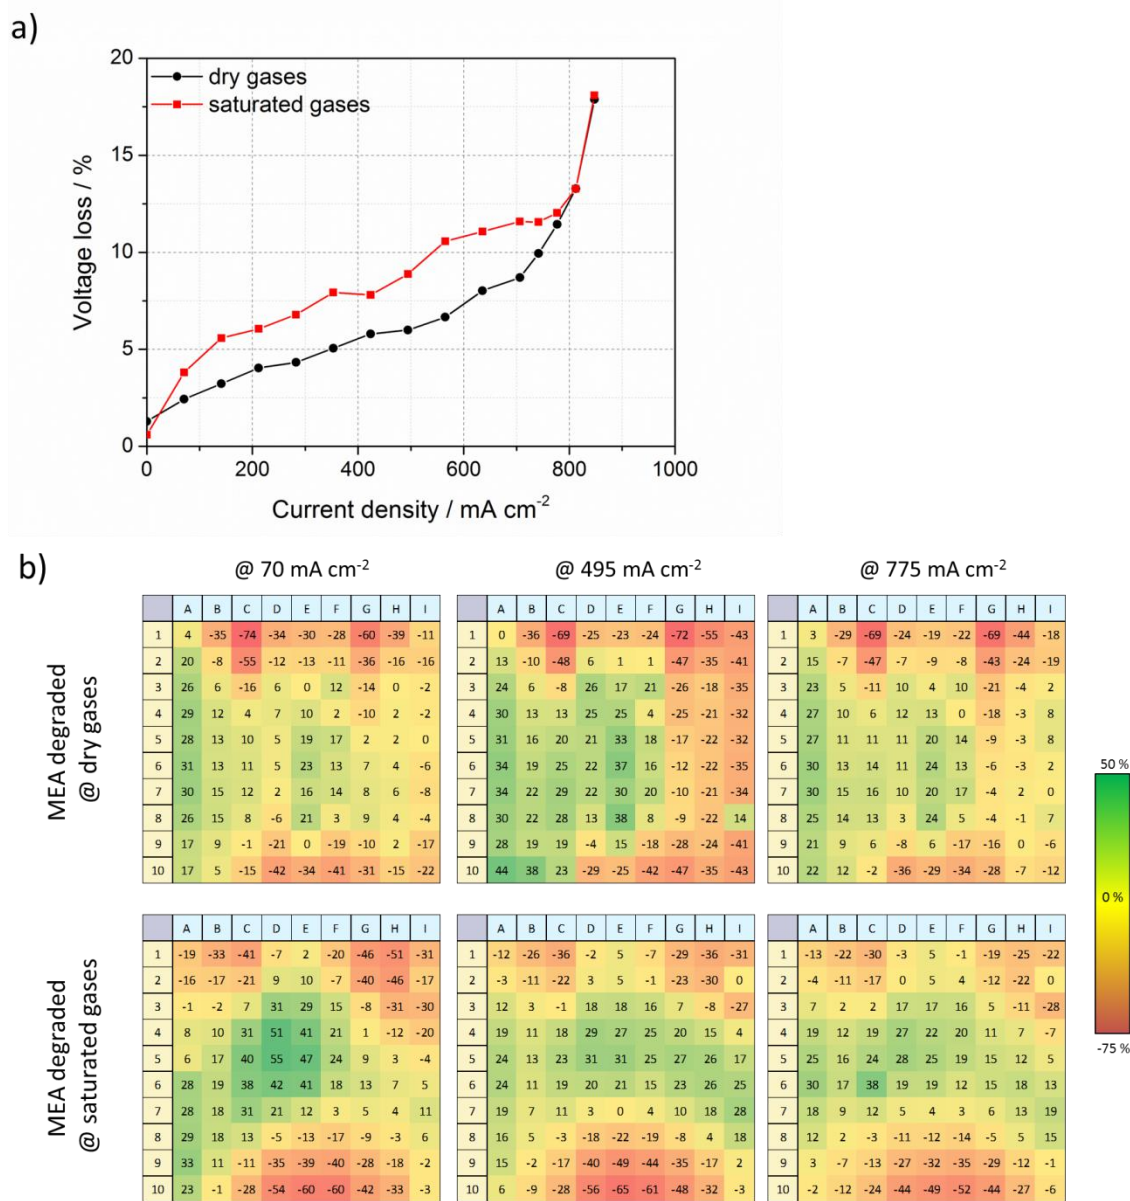 a)
20
15
10
5
0
Voltage loss / %
dry gases
saturated gases
0 200 400 600 800 1000
Current density / mA cm-2
b)
@ 70 mA cm-2 @ 495 mA cm-2 @ 775 mA cm-2
MEA degraded
@ dry gases
A B C D E F G H I A B C D E F G H I A B C D E F G H I
1 4 -35 -74 -34 -30 -28 -60 -39 -11 1 0 -36 -69 -25 -23 -24 -72 -55 -43 1 3 -29 -69 -24 -19 -22 -69 -44 -18
2 20 -8 -55 -12 -13 -11 -36 -16 -16 2 13 -10 -48 6 1 1 -47 -35 -41 2 15 -7 -47 -7 -9 -8 -43 -24 -19
3 26 6 -16 6 0 12 -14 0 -2 3 24 6 -8 26 17 21 -26 -18 -35 3 23 5 -11 10 4 10 -21 -4 2
4 29 12 4 7 10 2 -10 2 -2 4 30 13 13 25 25 4 -25 -21 -32 4 27 10 6 12 13 0 -18 -3 8
5 28 13 10 5 19 17 2 2 0 5 31 16 20 21 33 18 -17 -22 -32 5 27 11 11 11 20 14 -9 -3 8
6 31 13 11 5 23 13 7 4 -6 6 34 19 25 22 37 16 -12 -22 -35 6 30 13 14 11 24 13 -6 -3 2
7 30 15 12 2 16 14 8 6 -8 7 34 22 29 22 30 20 -10 -21 -34 7 30 15 16 10 20 17 -4 2 0
8 26 15 8 -6 21 3 9 4 -4 8 30 22 28 13 38 8 -9 -22 14 8 25 14 13 3 24 5 -4 -1 7
9 17 9 -1 -21 0 -19 -10 2 -17 9 28 19 19 -4 15 -18 -28 -24 -41 9 21 9 6 -8 6 -17 -16 0 -6
10 17 5 -15 -42 -34 -41 -31 -15 -22 10 44 38 23 -29 -25 -42 -47 -35 -43 10 22 12 -2 -36 -29 -34 -28 -7 -12
50 %
0 %
-75 %
MEA degraded
@ saturated gases
A B C D E F G H I A B C D E F G H I A B C D E F G H I
1 -19 -33 -41 -7 2 -20 -46 -51 -31 1 -12 -26 -36 -2 5 -7 -29 -36 -31 1 -13 -22 -30 -3 5 -1 -19 -25 -22
2 -16 -17 -21 9 10 -7 -40 -46 -17 2 -3 -11 -22 5 5 -1 -23 -30 0 2 -4 -11 -17 0 5 4 -12 -22 0
3 -1 -2 7 31 29 15 -8 -31 -30 3 12 3 -1 18 18 16 7 -8 -27 3 7 2 2 17 17 16 2 -11 -28
4 8 10 31 51 41 21 1 -12 -20 4 19 11 18 29 27 25 20 15 4 4 19 12 19 27 22 20 11 7 -7
5 6 17 40 55 47 24 9 3 -4 5 24 13 23 31 31 25 27 26 17 5 25 16 24 28 25 19 15 12 5
6 28 19 38 42 41 18 13 7 5 6 24 11 19 20 21 15 23 26 25 6 30 17 38 19 19 12 15 18 13
7 28 18 31 21 12 3 5 4 11 7 19 7 11 3 0 4 10 18 28 7 18 9 12 5 4 3 6 13 19
8 29 18 13 -5 -13 -17 -9 -3 6 8 16 5 -3 -18 -22 -19 -8 4 18 8 12 2 -3 -11 -12 -14 -5 6 15
9 33 11 -11 -35 -39 -40 -28 -18 -2 9 15 -2 -17 -40 -49 -44 -35 -17 2 9 3 -7 -13 -27 -32 -35 -29 -12 -1
10 23 -1 -28 -54 -60 -60 -42 -33 -3 10 6 -9 -28 -56 -65 -61 -48 -32 -3 10 -2 -12 -24 -44 -49 -52 -44 -27 -6